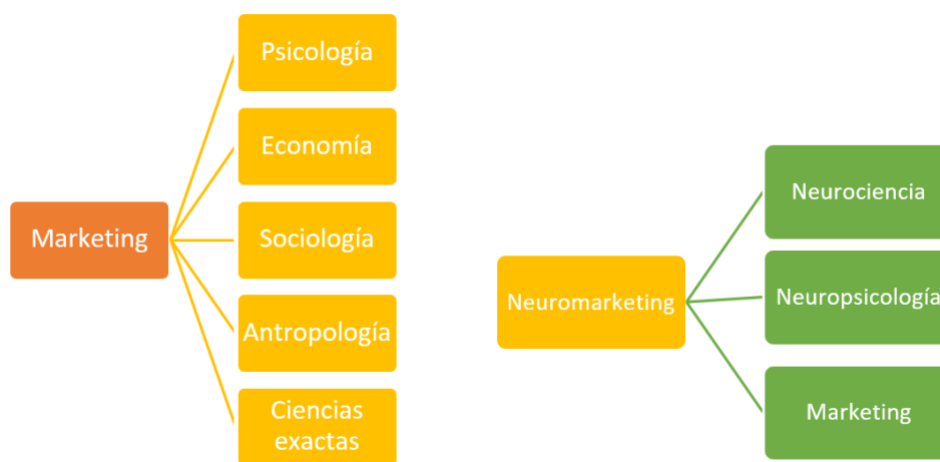 Marketing
Psicología
Economía
Sociología
Antropología
Ciencias
exactas
Neuromarketing
Neurociencia
Neuropsicología
Marketing